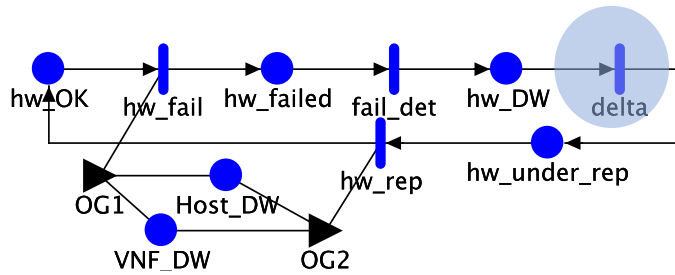 hw_OK
hw_fail
hw_failed
fail_det
hw_DW
delta
hw_rep
hw_under_rep
OG1
Host_DW
VNF_DW
OG2